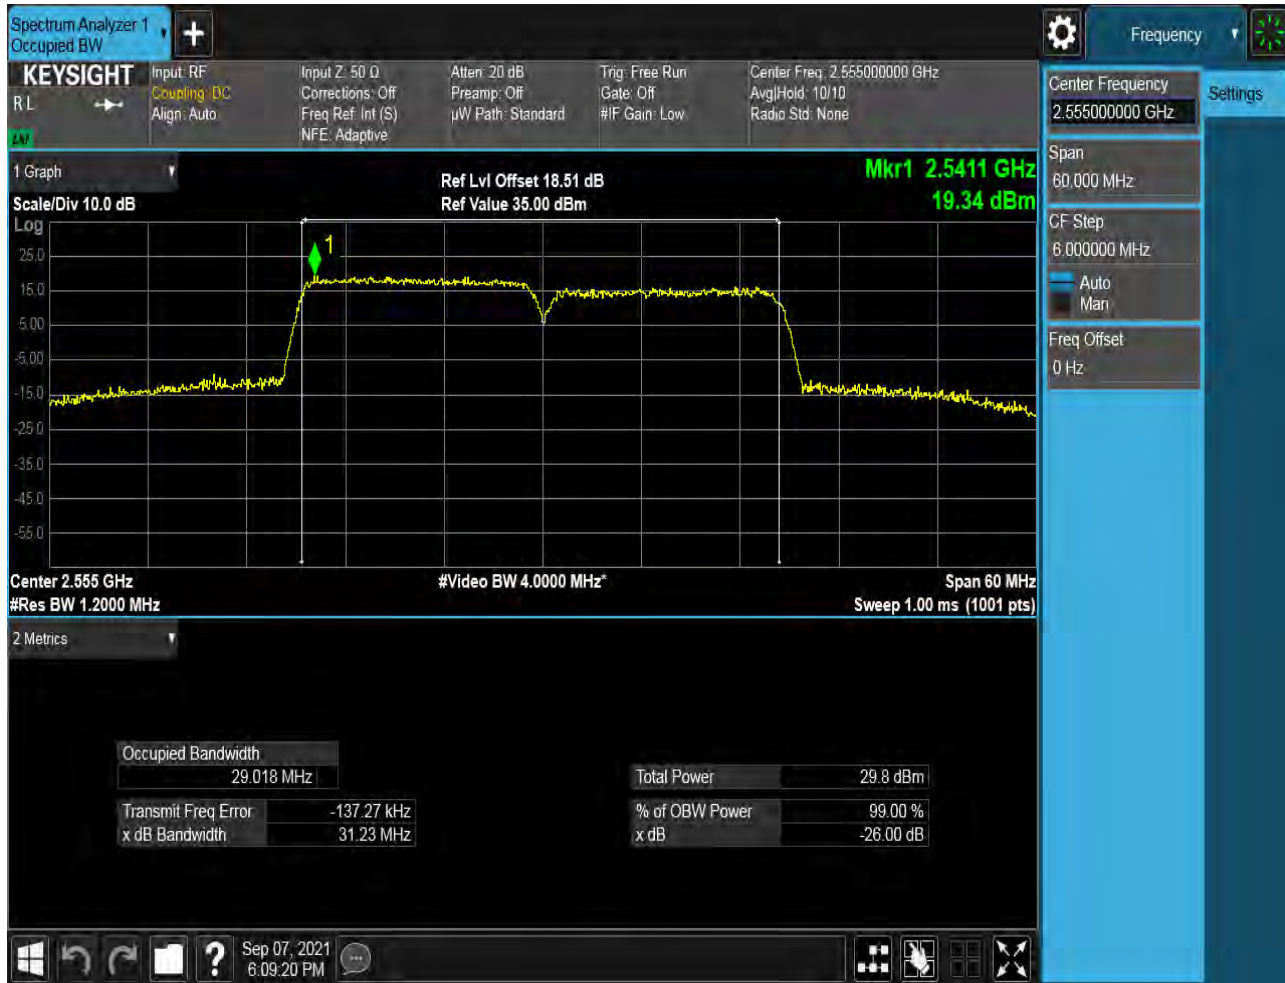 Spectrum Analyzer 1
Occupied BW
Frequency
KEYSIGHT
R L
Input: RF
Coupling: DC
Align: Auto
Input Z: 50 Ω
Corrections: Off
Freq Ref: Int (S)
NFE: Adaptive
Atten: 20 dB
Preamp: Off
µW Path: Standard
Trig: Free Run
Gate: Off
#IF Gain: Low
Center Freq: 2.555000000 GHz
Avg|Hold: 10/10
Radio Std: None
Center Frequency
2.555000000 GHz
Settings
Span
60.000 MHz
CF Step
6.000000 MHz
Auto
Man
Freq Offset
0 Hz
1 Graph
Scale/Div 10.0 dB
Ref Lvl Offset 18.51 dB
Ref Value 35.00 dBm
Mkr1 2.5411 GHz
19.34 dBm
Log
25.0
15.0
5.00
-5.00
-15.0
-25.0
-35.0
-45.0
-55.0
1
Center 2.555 GHz
#Video BW 4.0000 MHz*
Span 60 MHz
#Res BW 1.2000 MHz
Sweep 1.00 ms (1001 pts)
2 Metrics
Occupied Bandwidth
29.018 MHz
Total Power 29.8 dBm
Transmit Freq Error -137.27 kHz
% of OBW Power 99.00 %
x dB Bandwidth 31.23 MHz
x dB -26.00 dB
?
Sep 07, 2021
6:09:20 PM